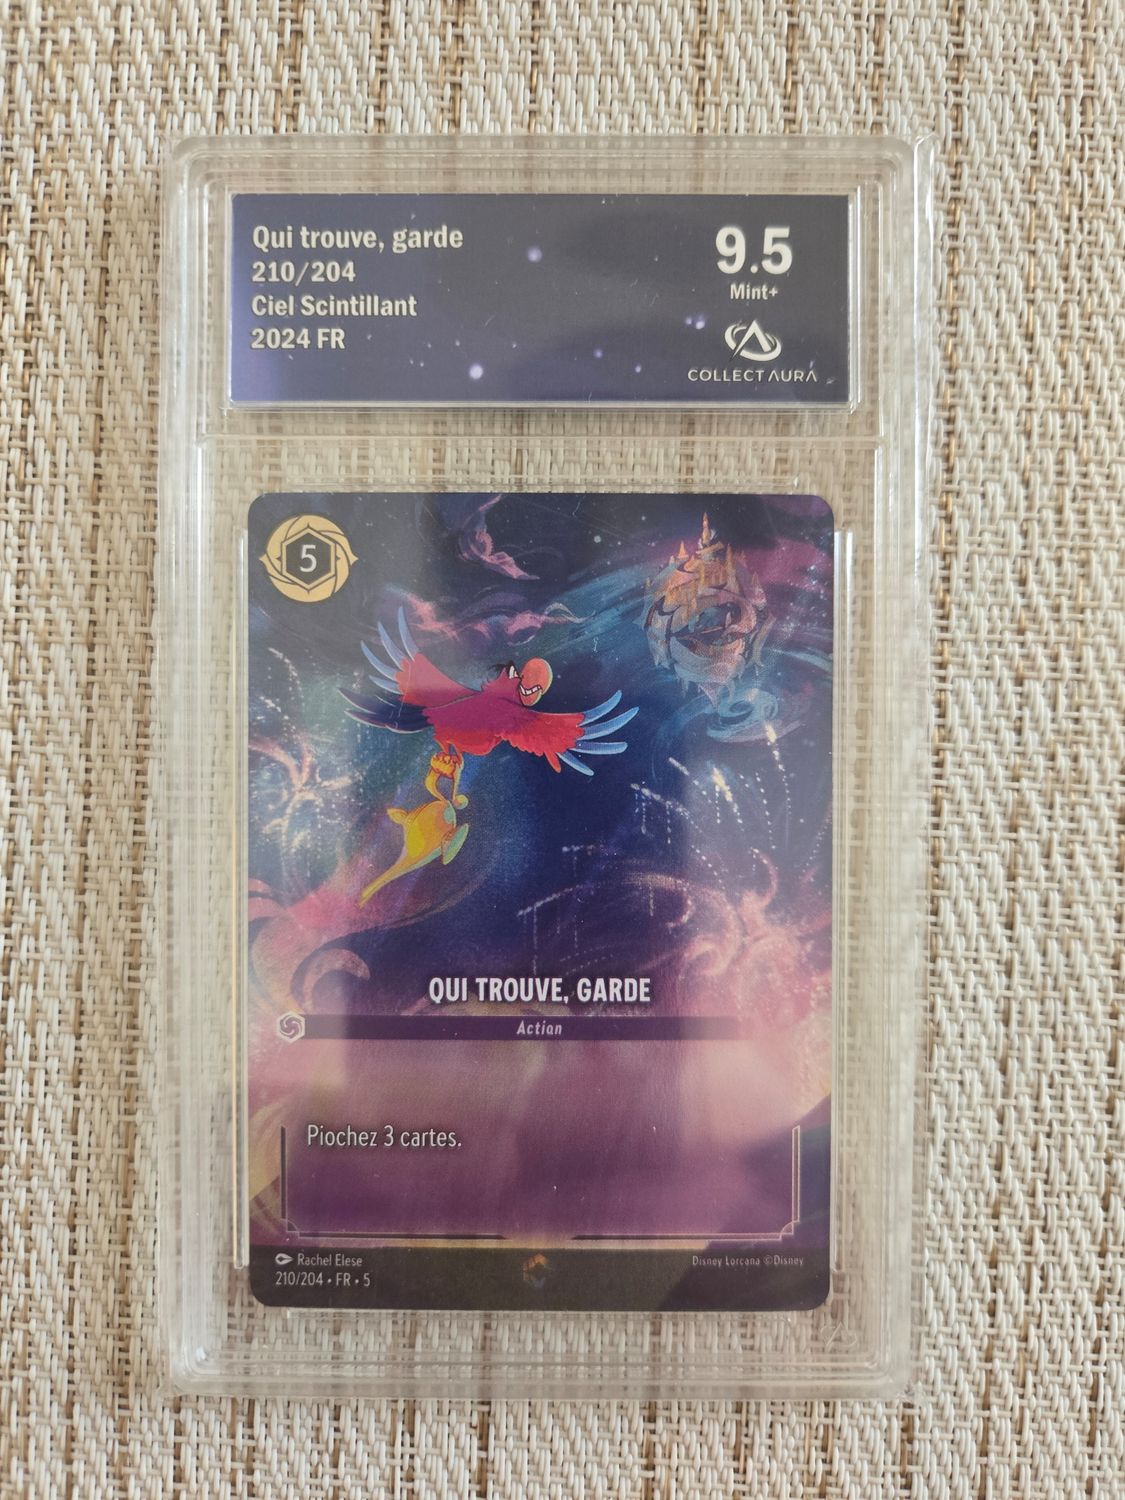 Qui trouve, garde
210/204
Ciel Scintillant
2024 FR
9.5
Mint+
COLLECT AURA
5
QUI TROUVE, GARDE
Action
Piochez 3 cartes.
Rachel Elese
210/204 • FR • 5
Disney Lorcana ©Disney